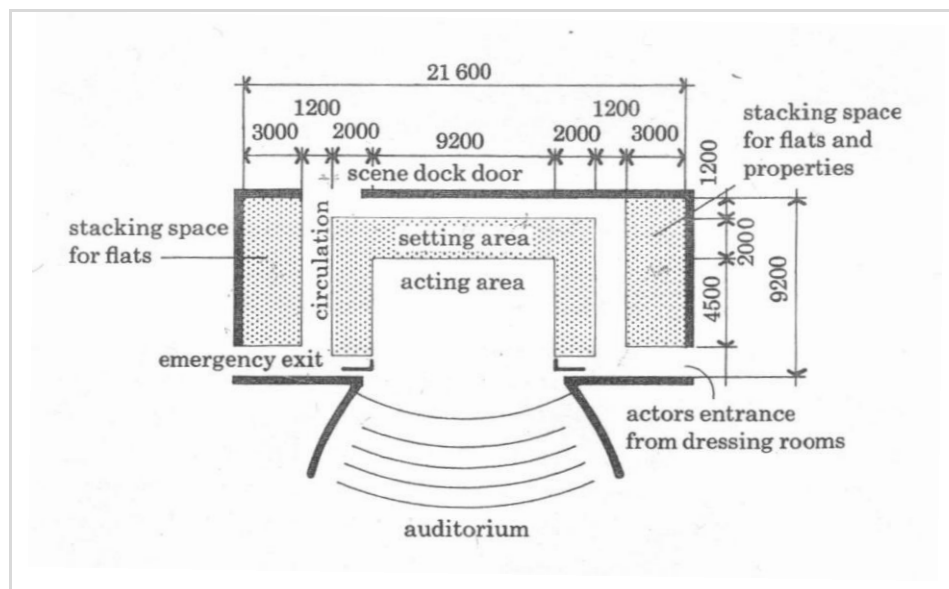 21 600
1200
1200
3000
2000
9200
2000
3000
stacking space
for flats and
properties
scene dock door
1200
stacking space
for flats
circulation
setting area
acting area
2000
4500
9200
emergency exit
actors entrance
from dressing rooms
auditorium